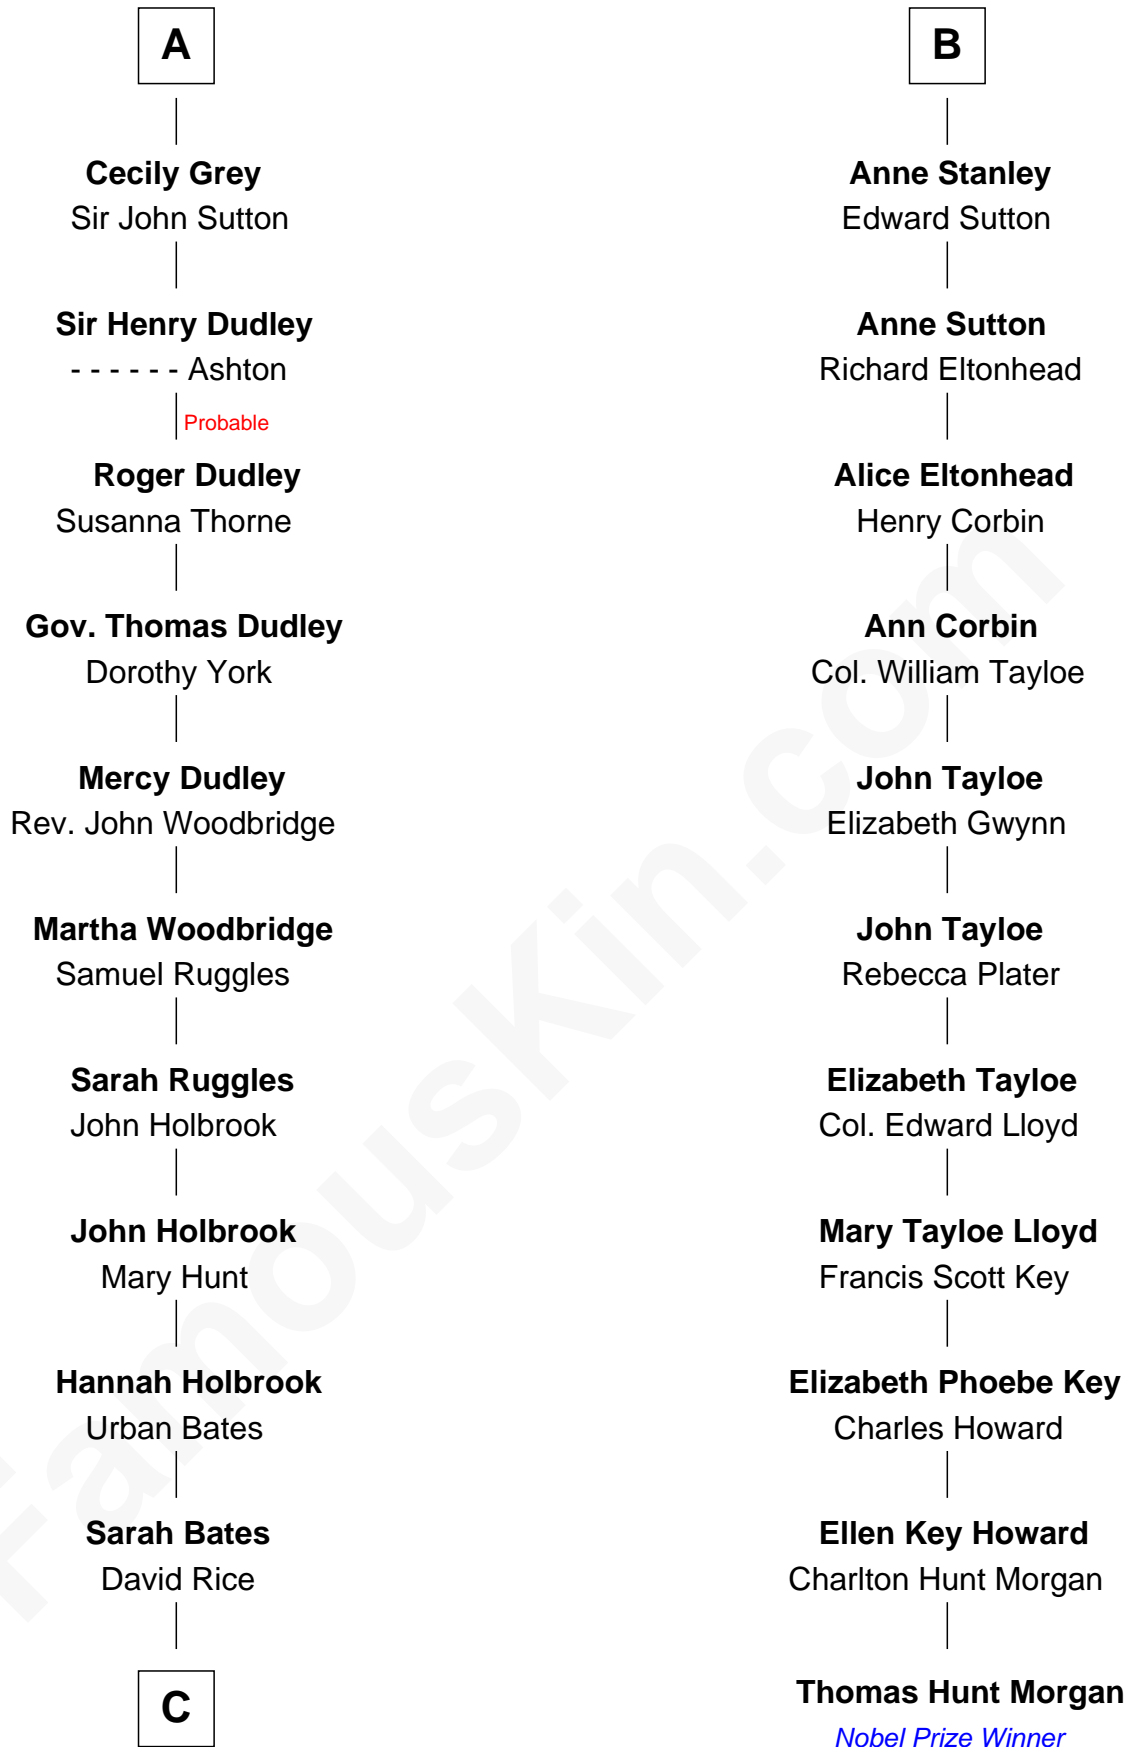 A
Cecily Grey
Sir John Sutton
Sir Henry Dudley
- - - - - - Ashton
Probable
Roger Dudley
Susanna Thorne
Gov. Thomas Dudley
Dorothy York
Mercy Dudley
Rev. John Woodbridge
Martha Woodbridge
Samuel Ruggles
Sarah Ruggles
John Holbrook
John Holbrook
Mary Hunt
Hannah Holbrook
Urban Bates
Sarah Bates
David Rice
C
B
Anne Stanley
Edward Sutton
Anne Sutton
Richard Eltonhead
Alice Eltonhead
Henry Corbin
Ann Corbin
Col. William Tayloe
John Tayloe
Elizabeth Gwynn
John Tayloe
Rebecca Plater
Elizabeth Tayloe
Col. Edward Lloyd
Mary Tayloe Lloyd
Francis Scott Key
Elizabeth Phoebe Key
Charles Howard
Ellen Key Howard
Charlton Hunt Morgan
Thomas Hunt Morgan
Nobel Prize Winner
FamousKin.com